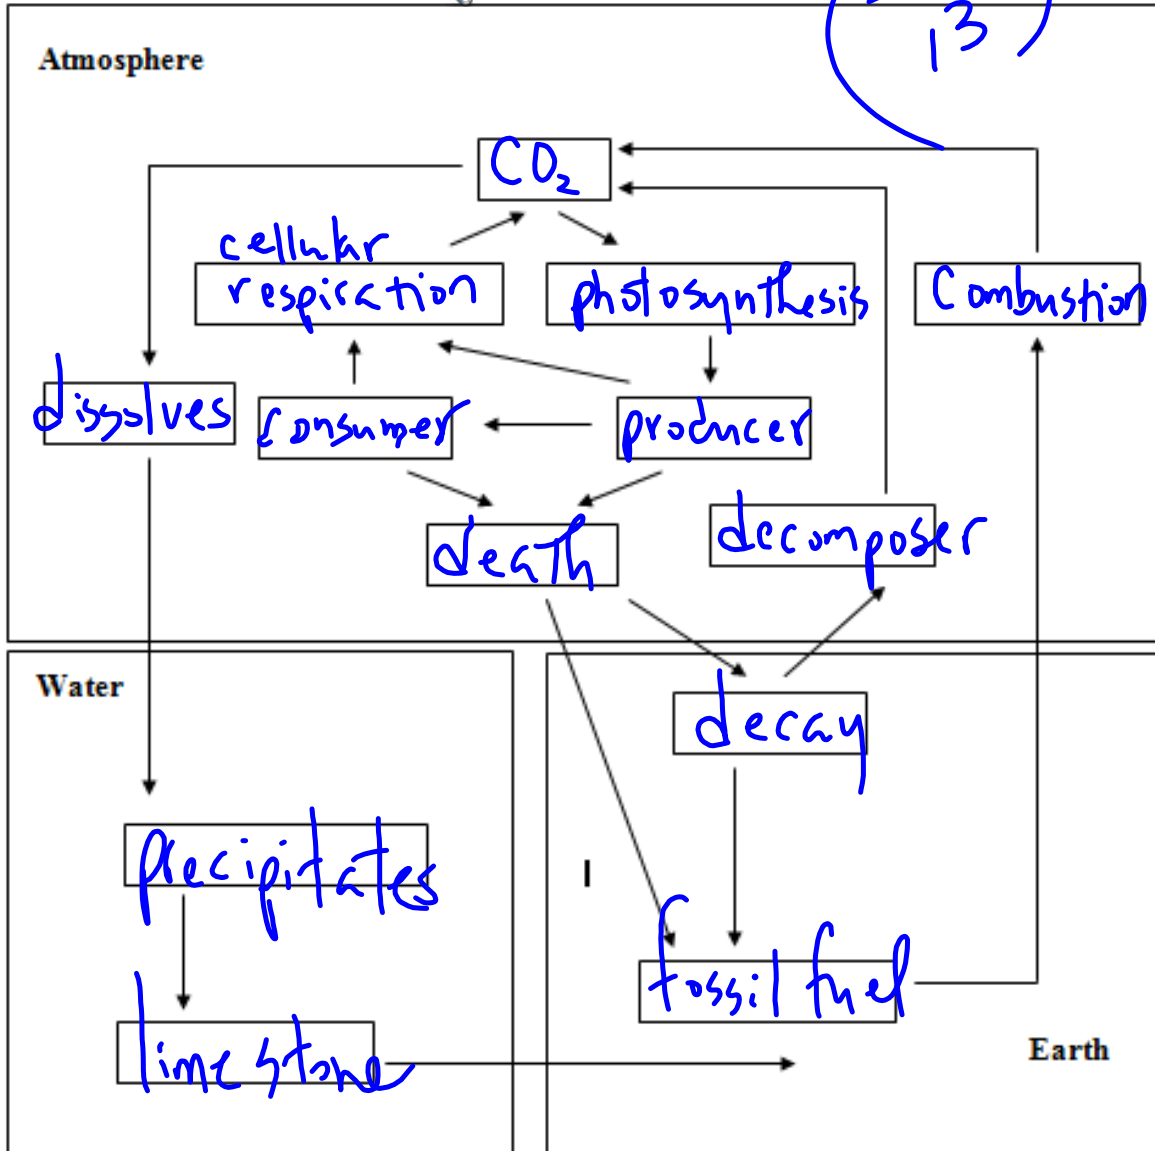 13
Atmosphere
CO₂
cellular
respiration
photosynthesis
Combustion
dissolves
Consumer
producer
death
decomposer
Water
decay
precipitates
fossil fuel
limestone
Earth